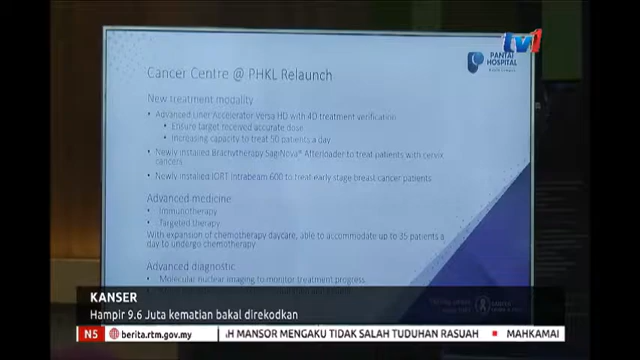 tv1
PANTAI
HOSPITAL
Cancer Centre @ PHKL Relaunch
New treatment modality
• Advanced Liner Accelerator Versa HD with 4D treatment verification
• Ensure target received accurate dose
• Increasing capacity to treat 50 patients a day
• Newly installed Brachytherapy SagiNova® Afterloader to treat patients with cervix
cancers
• Newly installed IORT Intrabeam 600 to treat early stage breast cancer patients
Advanced medicine
• Immunotherapy
• Targeted therapy
With expansion of chemotherapy daycare, able to accommodate up to 35 patients a
day to undergo chemotherapy
Advanced diagnostic
• Molecular nuclear imaging to monitor treatment progress.
KANSER
Hampir 9.6 Juta kematian bakal direkodkan
N5 berita.rtm.gov.my H MANSOR MENGAKU TIDAK SALAH TUDUHAN RASUAH ■ MAHKAMA